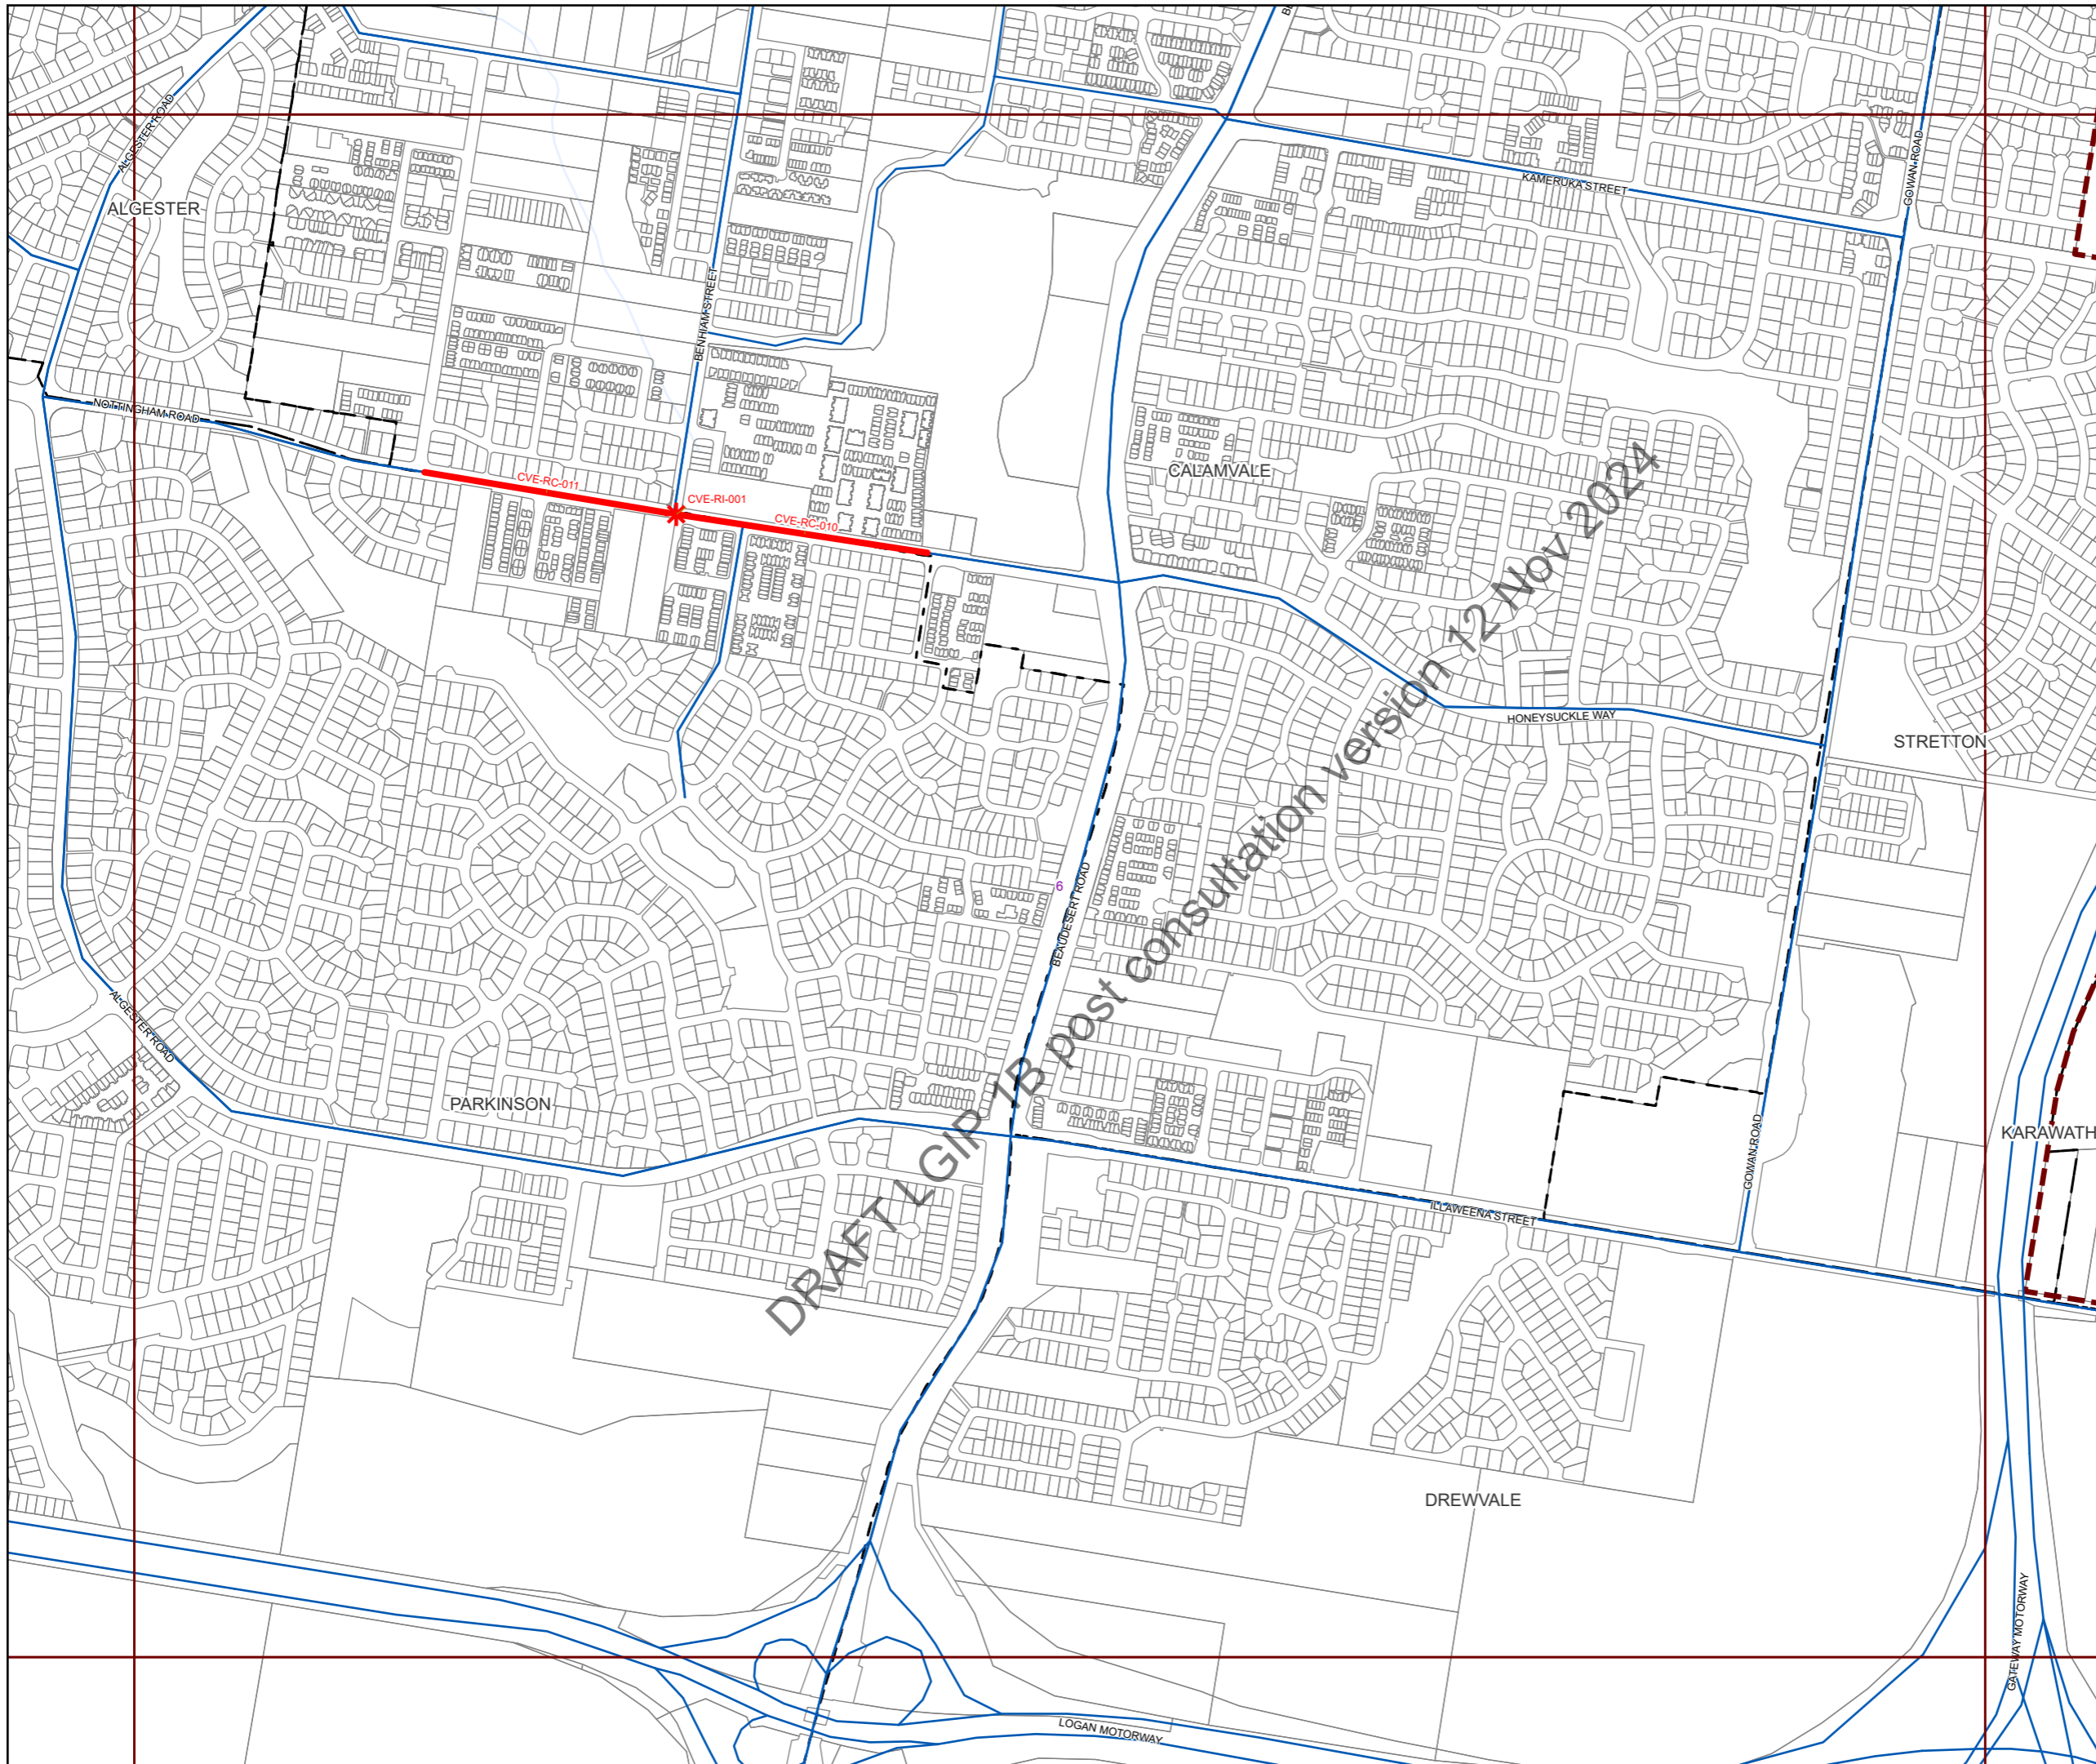 ALGESTER ROAD
ALGESTER
KAMERUKA STREET
GOWAN ROAD
BENHIAM STREET
NOTTINGHAM ROAD
CVE-RC-011
CVE-RI-001
CVE-RC-010
CALAMVALE
HONEYSUCKLE WAY
STRETTON
6
BEAUDESERT ROAD
DRAFT LGIP 1B post consultation version 12 Nov 2024
ALGESTER ROAD
PARKINSON
KARAWATH
GOWAN ROAD
ILLAWEENA STREET
DREWVALE
GATEWAY MOTORWAY
LOGAN MOTORWAY